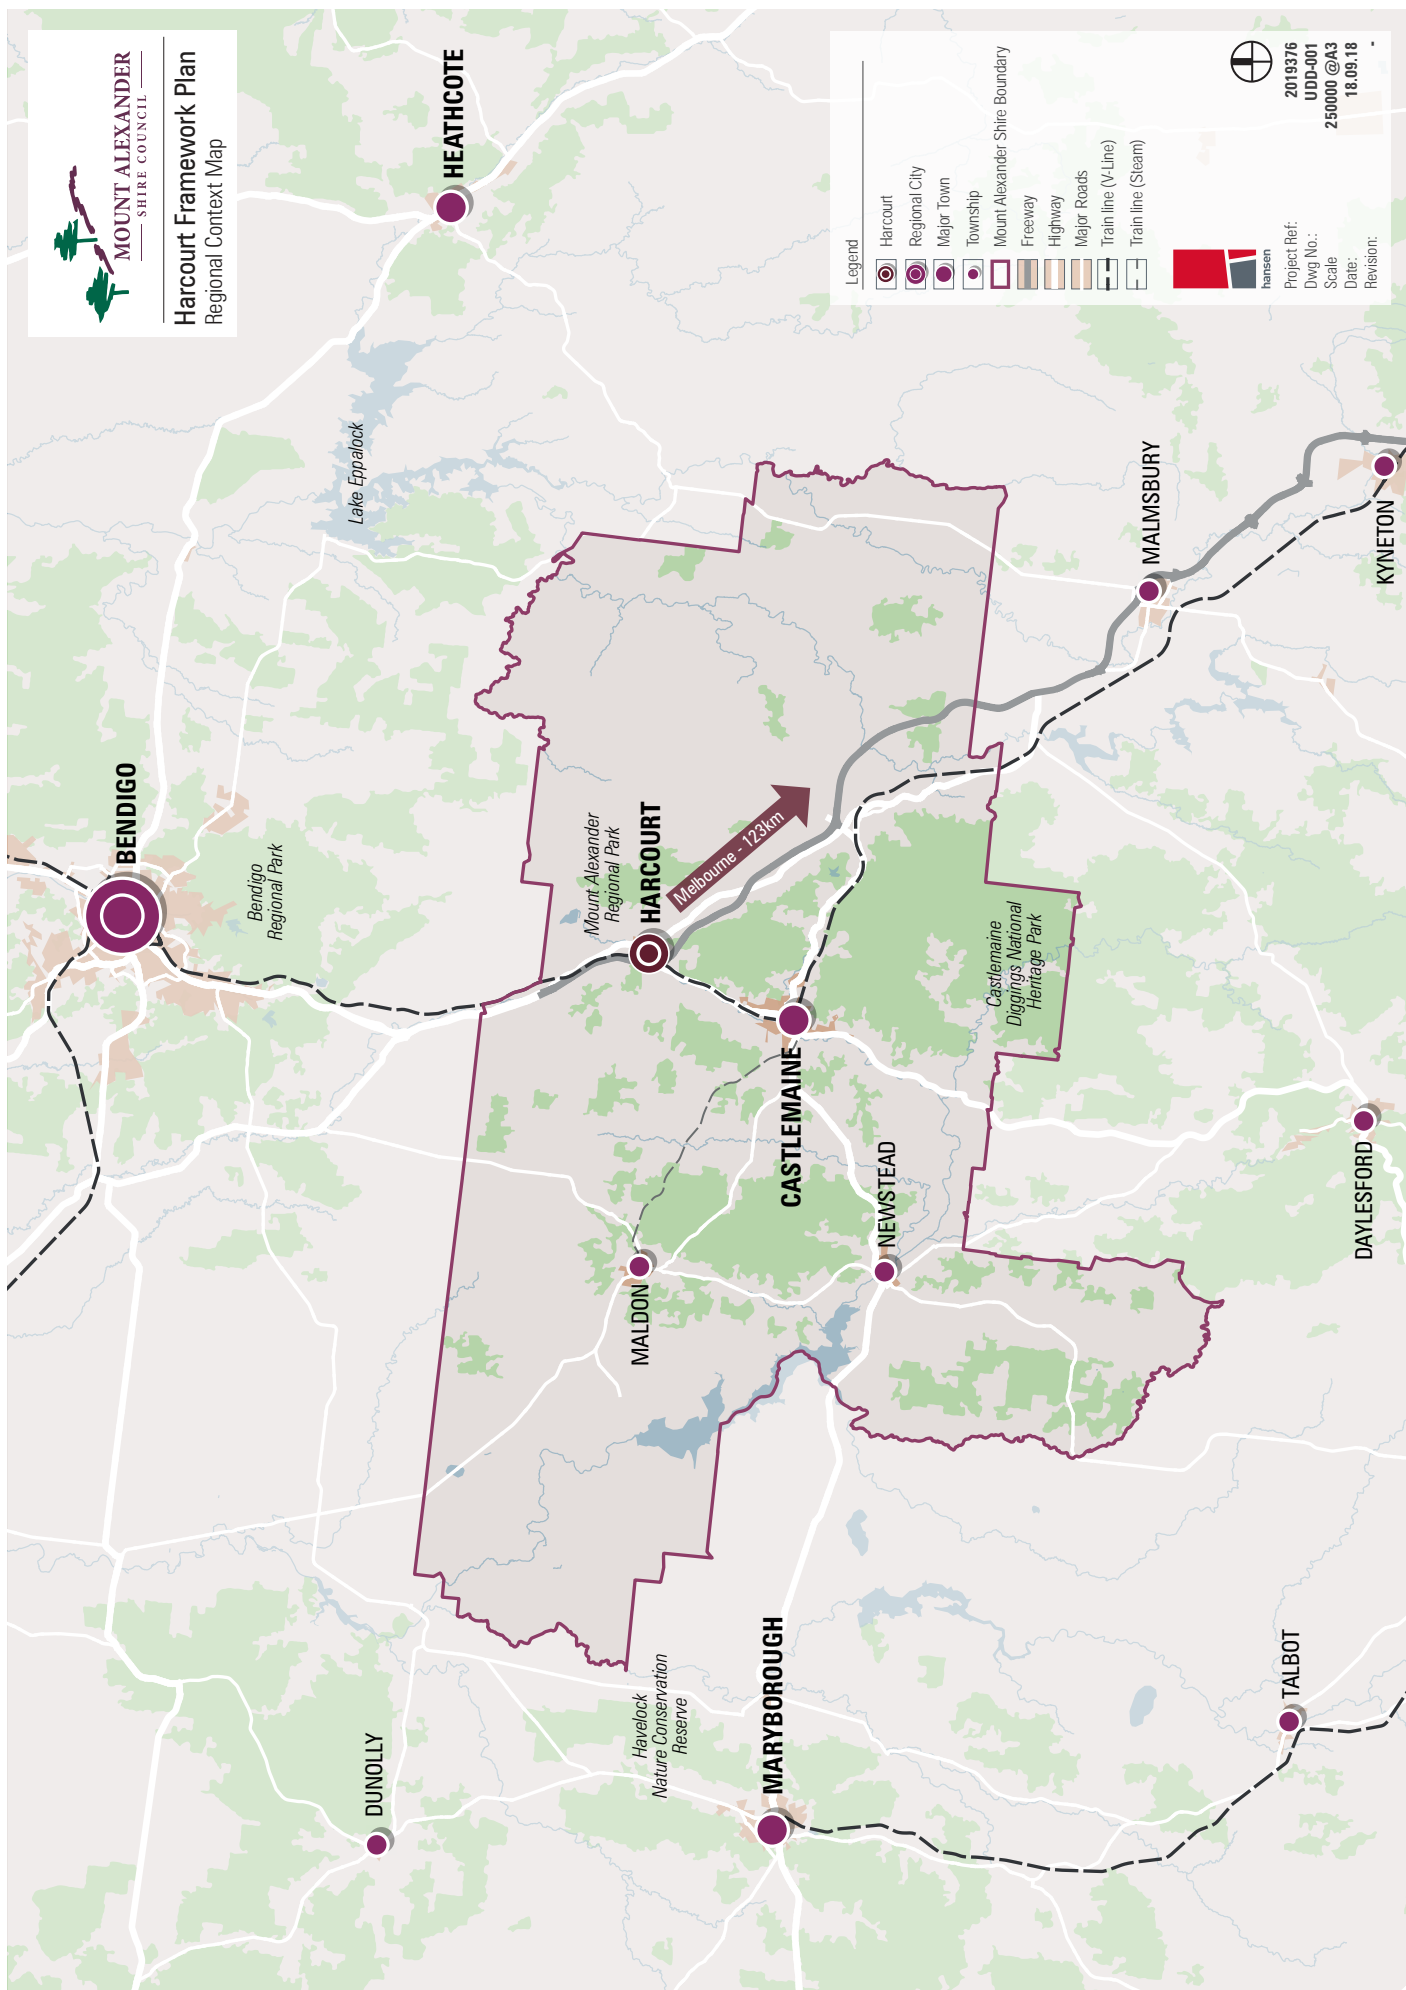 MOUNT ALEXANDER
SHIRE COUNCIL
Harcourt Framework Plan
Regional Context Map
HEATHCOTE
Lake Eppalock
BENDIGO
Bendigo
Regional Park
Mount Alexander
Regional Park
HARCOURT
Melbourne - 123km
MALMSBURY
KYNETON
CASTLEMAINE
Castlemaine
Diggings National
Heritage Park
MALDON
NEWSTEAD
DAYLESFORD
DUNOLLY
Havelock
Nature Conservation
Reserve
MARYBOROUGH
TALBOT
Legend
Harcourt
Regional City
Major Town
Township
Mount Alexander Shire Boundary
Freeway
Highway
Major Roads
Train line (V-Line)
Train line (Steam)
hansen
Project Ref: 2019376
Dwg No.: UDD-001
Scale 250000 @A3
Date: 18.09.18
Revision: -